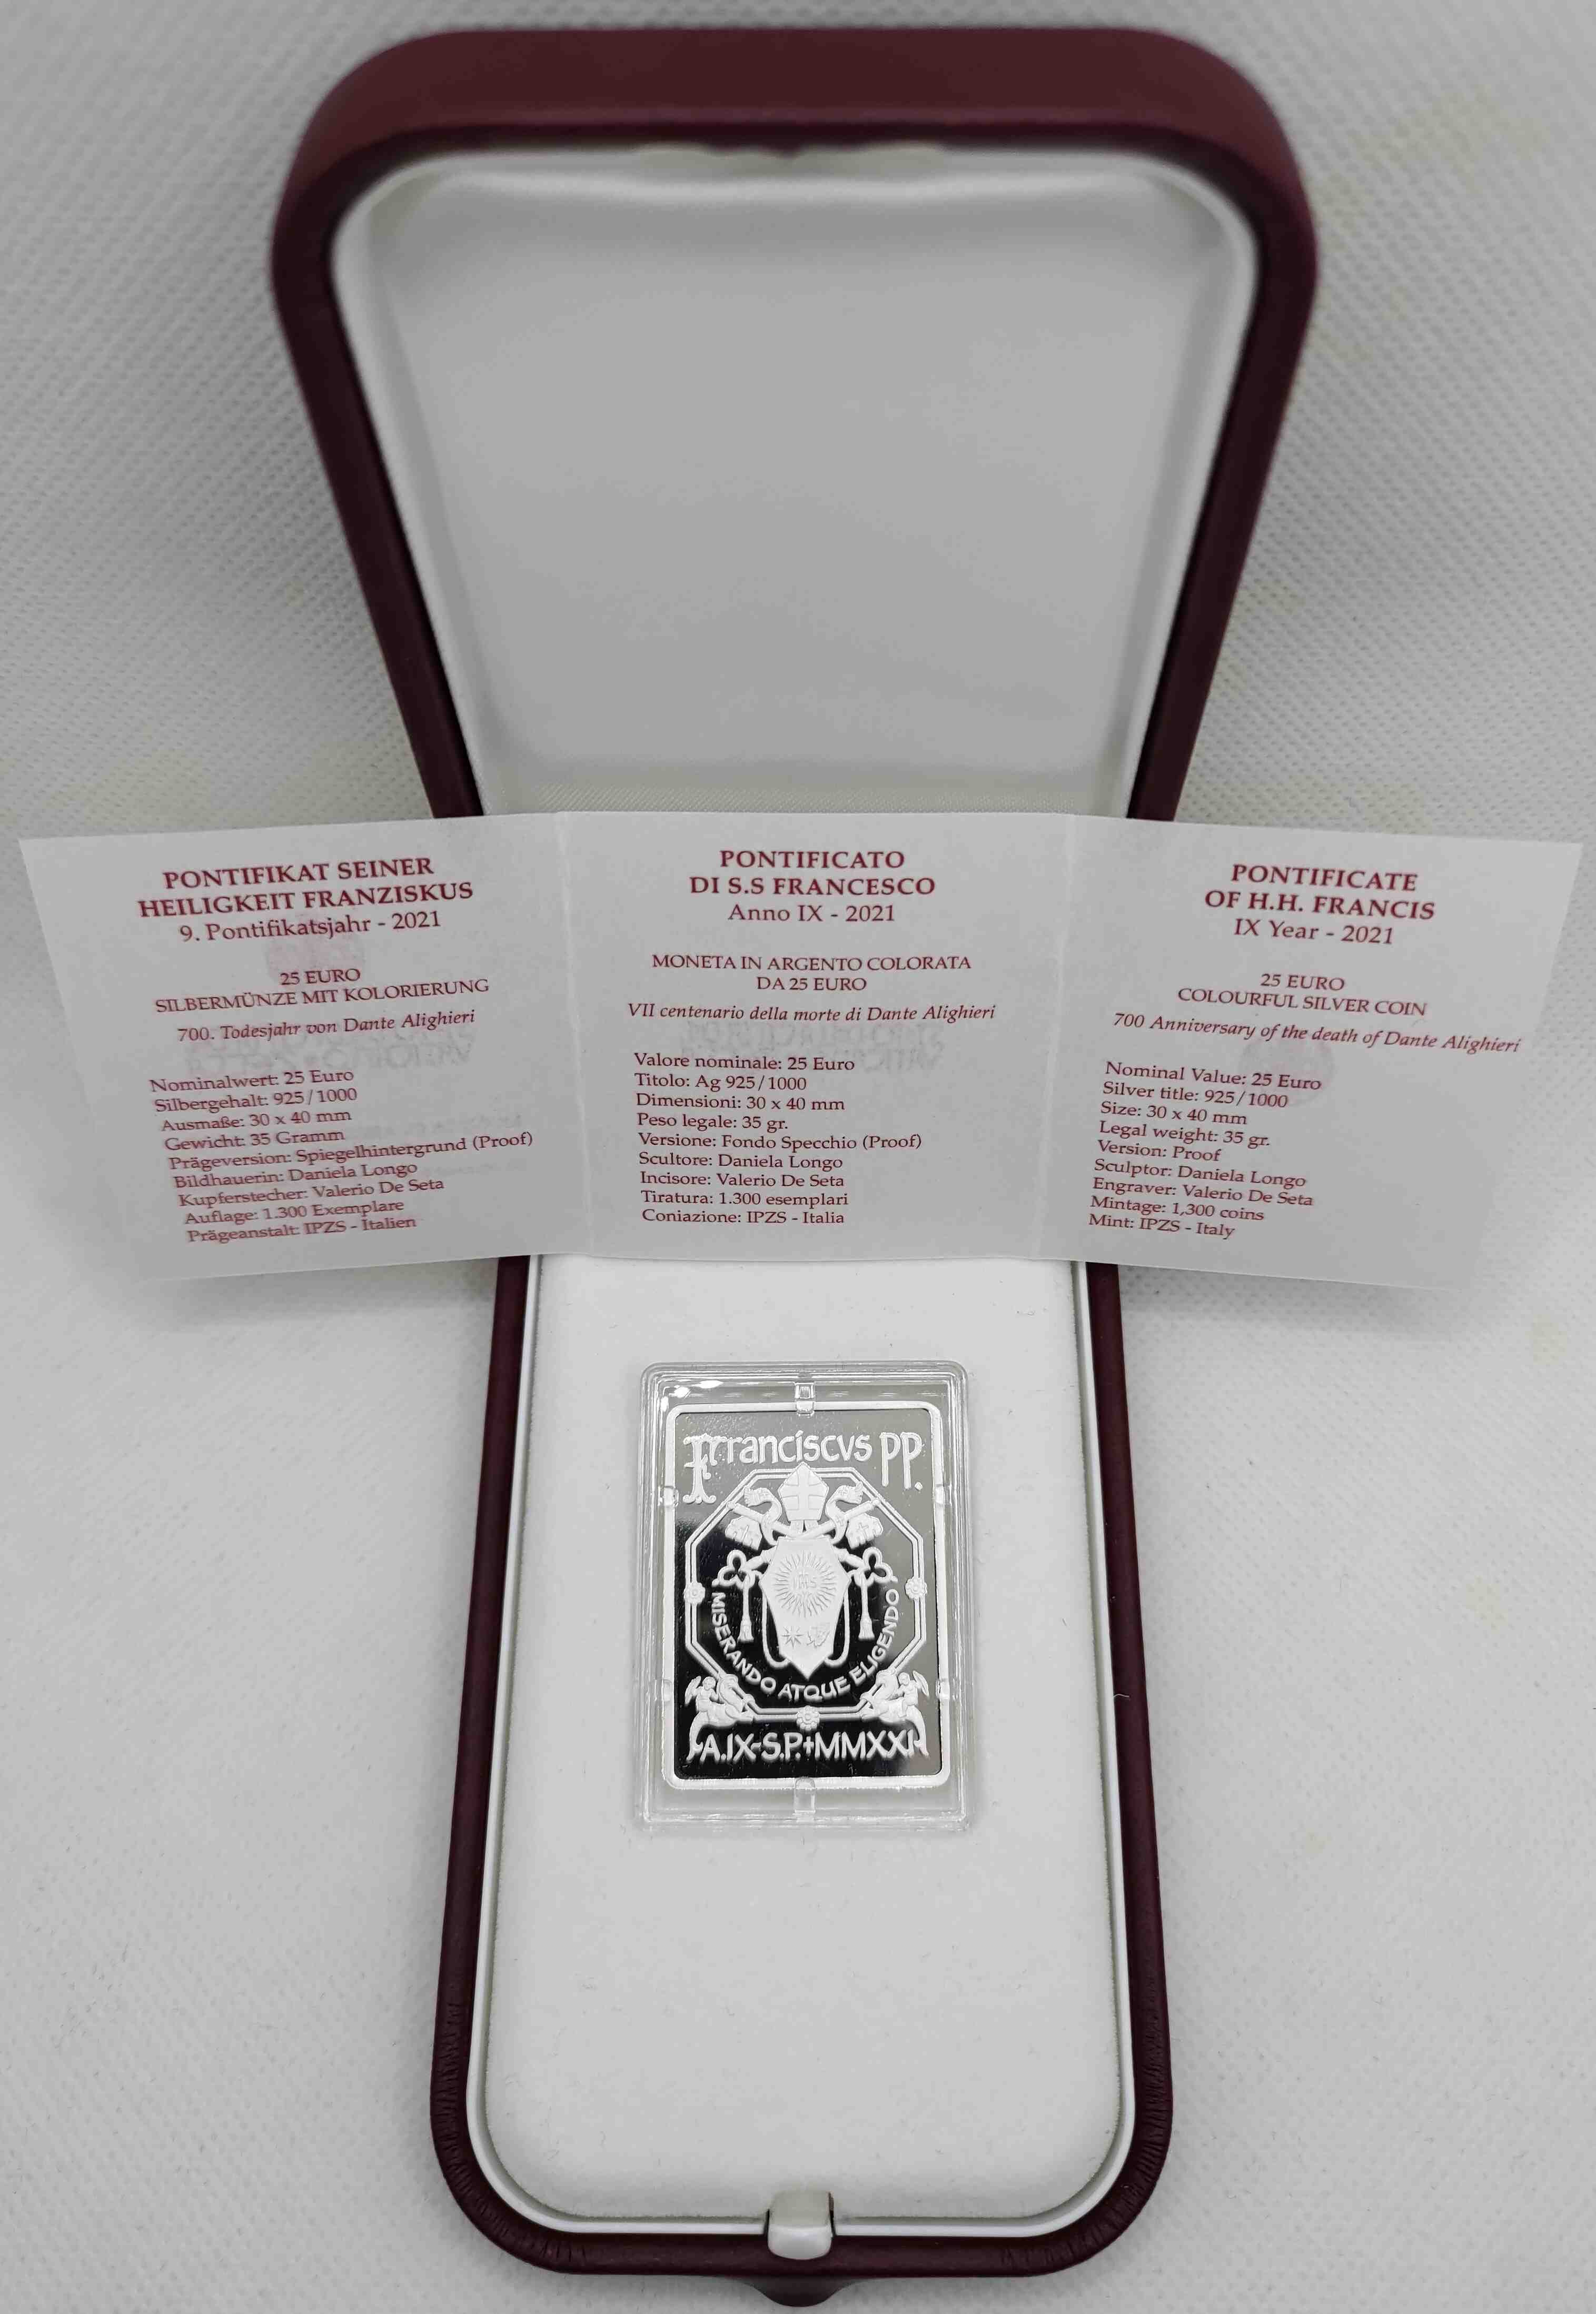 PONTIFIKAT SEINER
HEILIGKEIT FRANZISKUS
9. Pontifikatsjahr - 2021
25 EURO
SILBERMÜNZE MIT KOLORIERUNG
700. Todesjahr von Dante Alighieri
Nominalwert: 25 Euro
Silbergehalt: 925/1000
Ausmaße: 30 x 40 mm
Gewicht: 35 Gramm
Prägeversion: Spiegelhintergrund (Proof)
Bildhauerin: Daniela Longo
Kupferstecher: Valerio De Seta
Auflage: 1.300 Exemplare
Prägeanstalt: IPZS - Italien
PONTIFICATO
DI S.S FRANCESCO
Anno IX - 2021
MONETA IN ARGENTO COLORATA
DA 25 EURO
VII centenario della morte di Dante Alighieri
Valore nominale: 25 Euro
Titolo: Ag 925/1000
Dimensioni: 30 x 40 mm
Peso legale: 35 gr.
Versione: Fondo Specchio (Proof)
Scultore: Daniela Longo
Incisore: Valerio De Seta
Tiratura: 1.300 esemplari
Coniazione: IPZS - Italia
PONTIFICATE
OF H.H. FRANCIS
IX Year - 2021
25 EURO
COLOURFUL SILVER COIN
700 Anniversary of the death of Dante Alighieri
Nominal Value: 25 Euro
Silver title: 925/1000
Size: 30 x 40 mm
Legal weight: 35 gr.
Version: Proof
Sculptor: Daniela Longo
Engraver: Valerio De Seta
Mintage: 1,300 coins
Mint: IPZS - Italy
Franciscvs PP.
IHS
MISERANDO ATQUE ELIGENDO
A.IX-S.P.+MMXXI